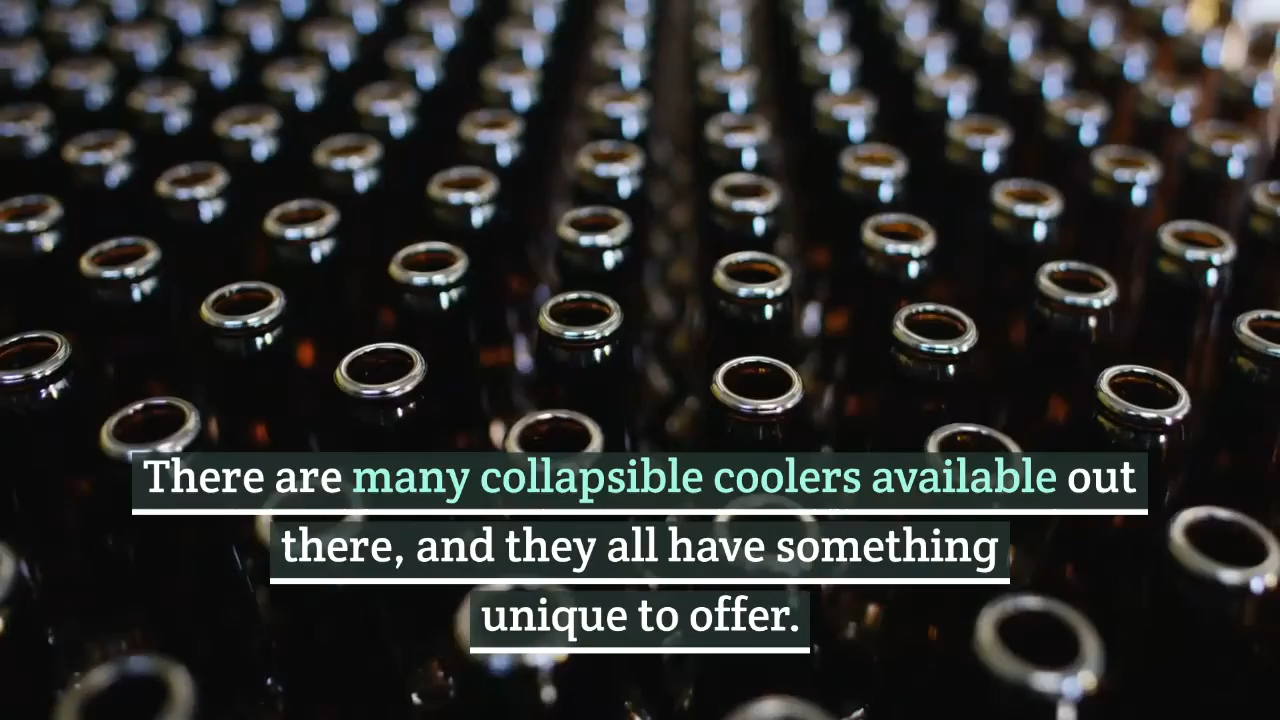 There are many collapsible coolers available out
there, and they all have something
unique to offer.